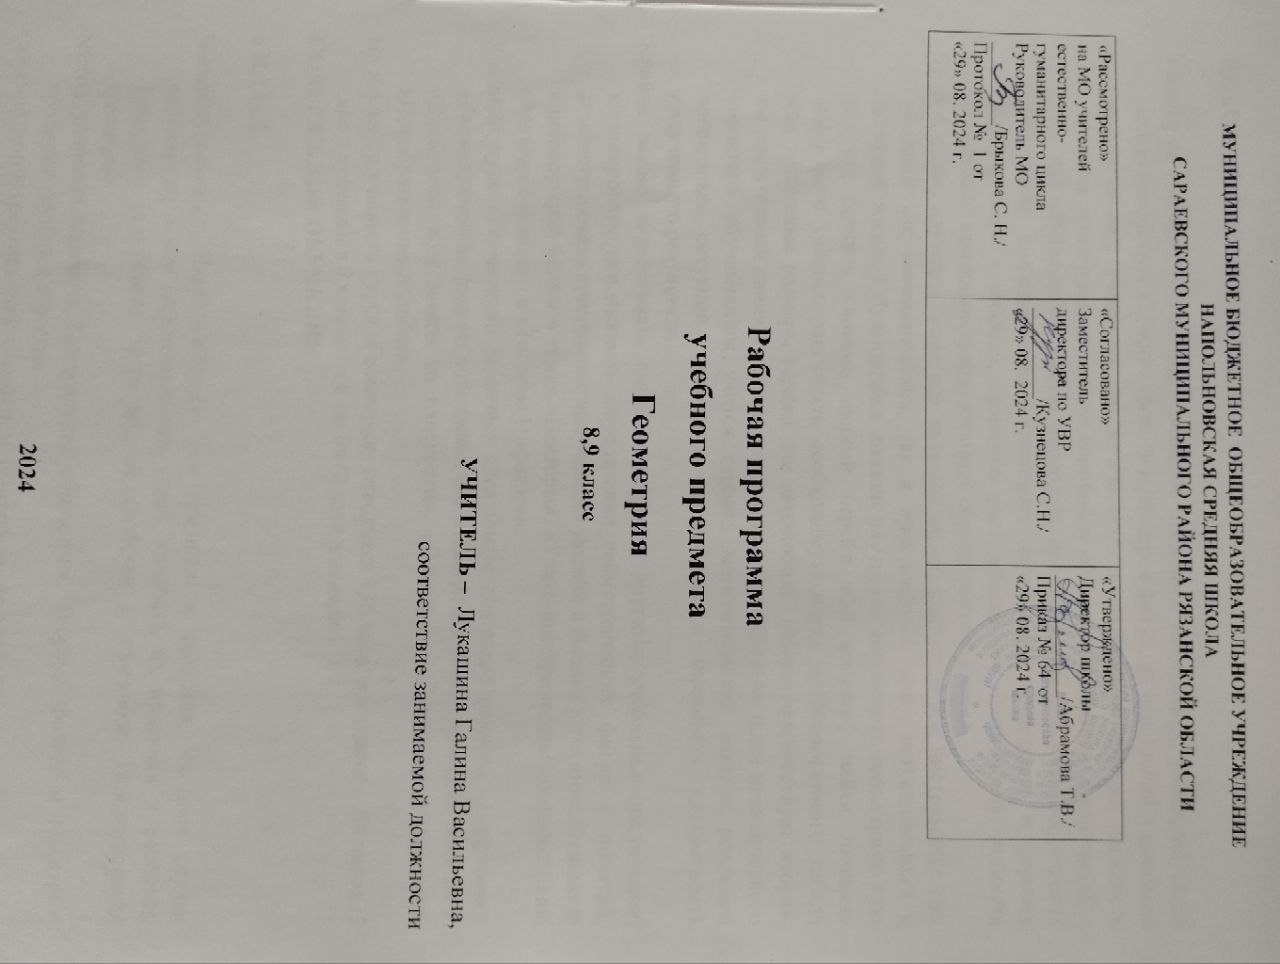 МУНИЦИПАЛЬНОЕ БЮДЖЕТНОЕ ОБЩЕОБРАЗОВАТЕЛЬНОЕ УЧРЕЖДЕНИЕ
НАПОЛЬНОВСКАЯ СРЕДНЯЯ ШКОЛА
САРАЕВСКОГО МУНИЦИПАЛЬНОГО РАЙОНА РЯЗАНСКОЙ ОБЛАСТИ
«Рассмотрено»
на МО учителей
естественно-
гуманитарного цикла
Руководитель МО
/Брыкова С. Н./
Протокол № 1 от
«29» 08. 2024 г.
«Согласовано»
Заместитель
директора по УВР
/Кузнецова С.Н./
«29» 08. 2024 г.
«Утверждено»
Директор школы
/Абрамова Т.В./
Приказ № 64 от
«29» 08. 2024 г.
Рабочая программа
учебного предмета
Геометрия
8,9 класс
УЧИТЕЛЬ – Лукашина Галина Васильевна,
соответствие занимаемой должности
2024